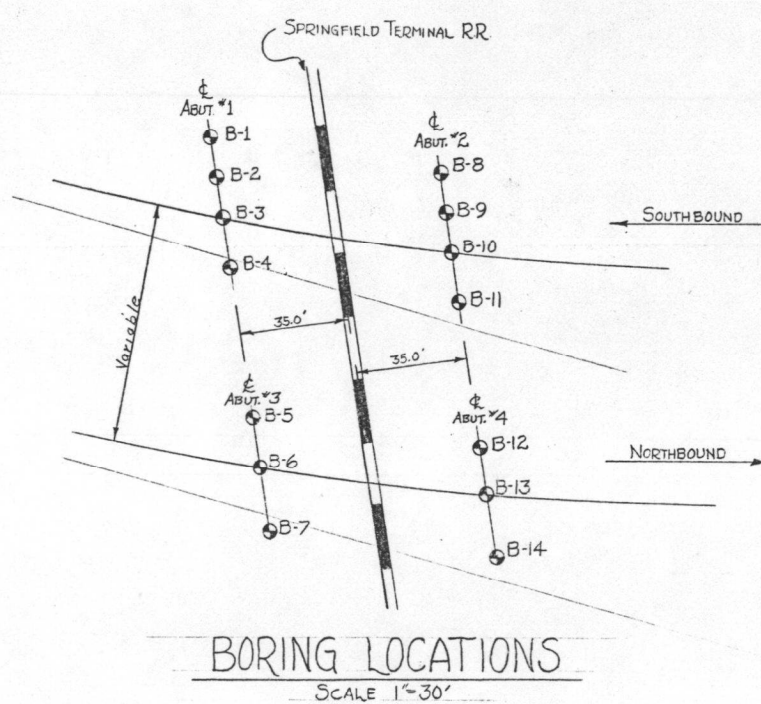 SPRINGFIELD TERMINAL R.R.
℄
ABUT. #1
B-1
B-2
B-3
B-4
℄
ABUT. #2
B-8
B-9
B-10
B-11
SOUTHBOUND
Variable
35.0'
35.0'
℄
ABUT. #3
B-5
B-6
B-7
℄
ABUT. #4
B-12
B-13
B-14
NORTHBOUND
BORING LOCATIONS
SCALE 1"=30'